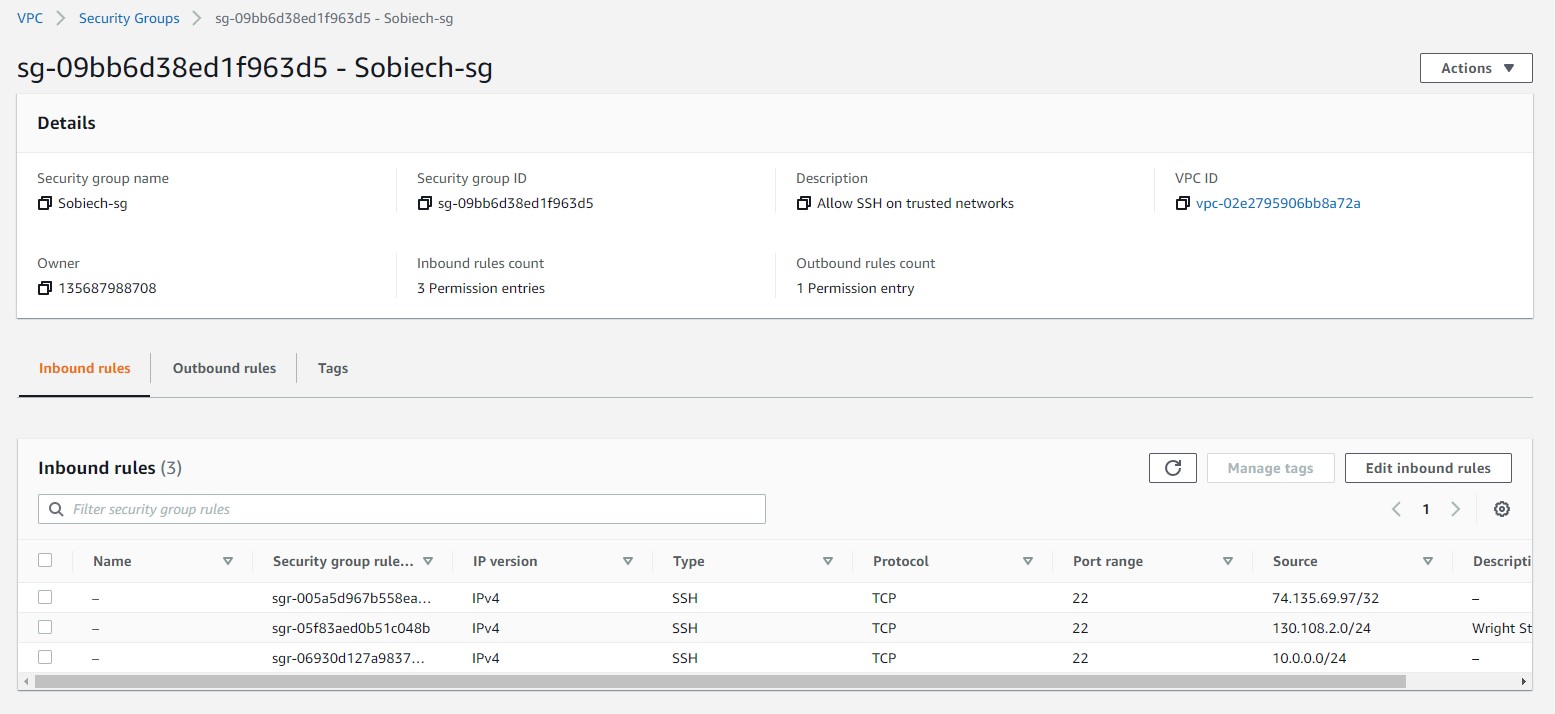 VPC > Security Groups > sg-09bb6d38ed1f963d5 - Sobiech-sg
sg-09bb6d38ed1f963d5 - Sobiech-sg
Actions
Details
Security group name Security group ID Description VPC ID
Sobiech-sg sg-09bb6d38ed1f963d5 Allow SSH on trusted networks vpc-02e2795906bb8a72a
Owner Inbound rules count Outbound rules count
135687988708 3 Permission entries 1 Permission entry
Inbound rules Outbound rules Tags
Inbound rules (3) Manage tags Edit inbound rules
Filter security group rules 1
Name Security group rule... IP version Type Protocol Port range Source Descripti
– sgr-005a5d967b558ea... IPv4 SSH TCP 22 74.135.69.97/32 –
– sgr-05f83aed0b51c048b IPv4 SSH TCP 22 130.108.2.0/24 Wright St
– sgr-06930d127a9837... IPv4 SSH TCP 22 10.0.0.0/24 –